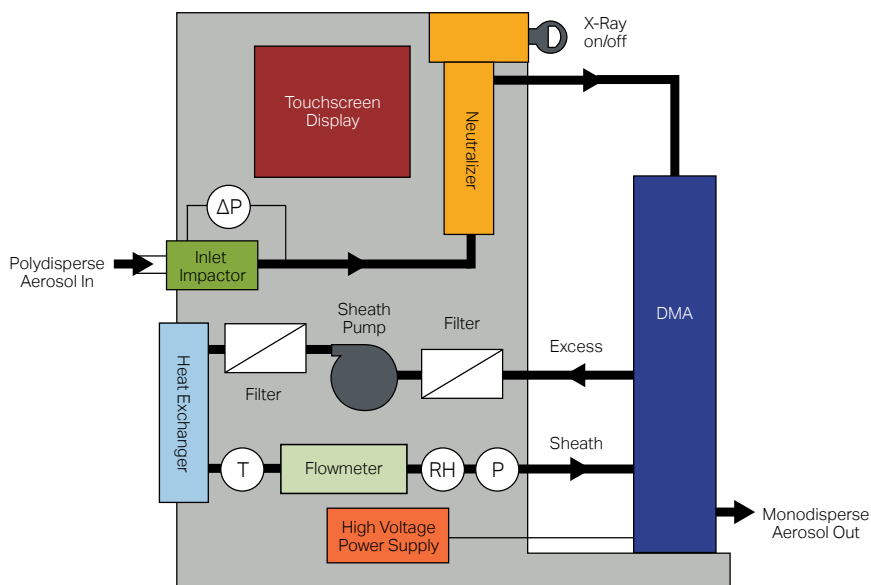 X-Ray
on/off
Touchscreen
Display
Neutralizer
ΔP
Polydisperse
Aerosol In
Inlet
Impactor
DMA
Sheath
Pump
Filter
Excess
Filter
Heat Exchanger
Sheath
T
Flowmeter
RH
P
High Voltage
Power Supply
Monodisperse
Aerosol Out